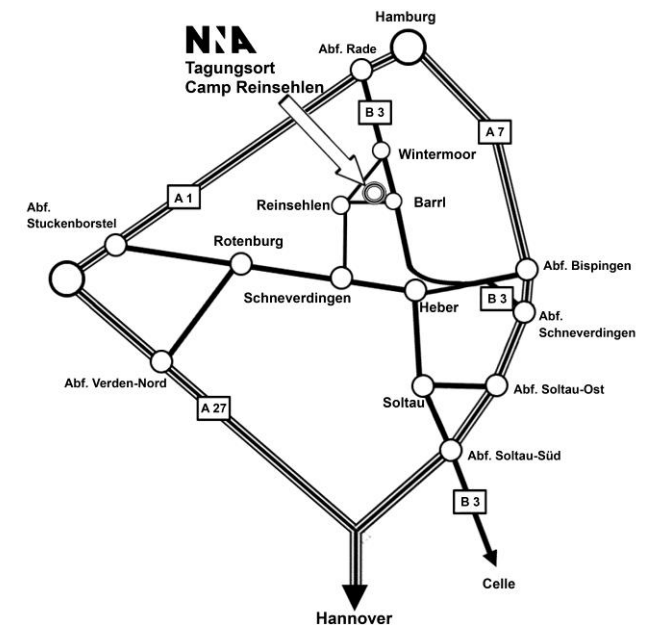 Hamburg
NNA
Abf. Rade
Tagungsort
Camp Reinsehlen
B 3
A 7
Wintermoor
A 1
Reinsehlen
Barrl
Abf.
Stuckenborstel
Rotenburg
Abf. Bispingen
Schneverdingen
B 3
Heber
Abf.
Schneverdingen
Abf. Verden-Nord
Abf. Soltau-Ost
Soltau
A 27
Abf. Soltau-Süd
B 3
Celle
Hannover